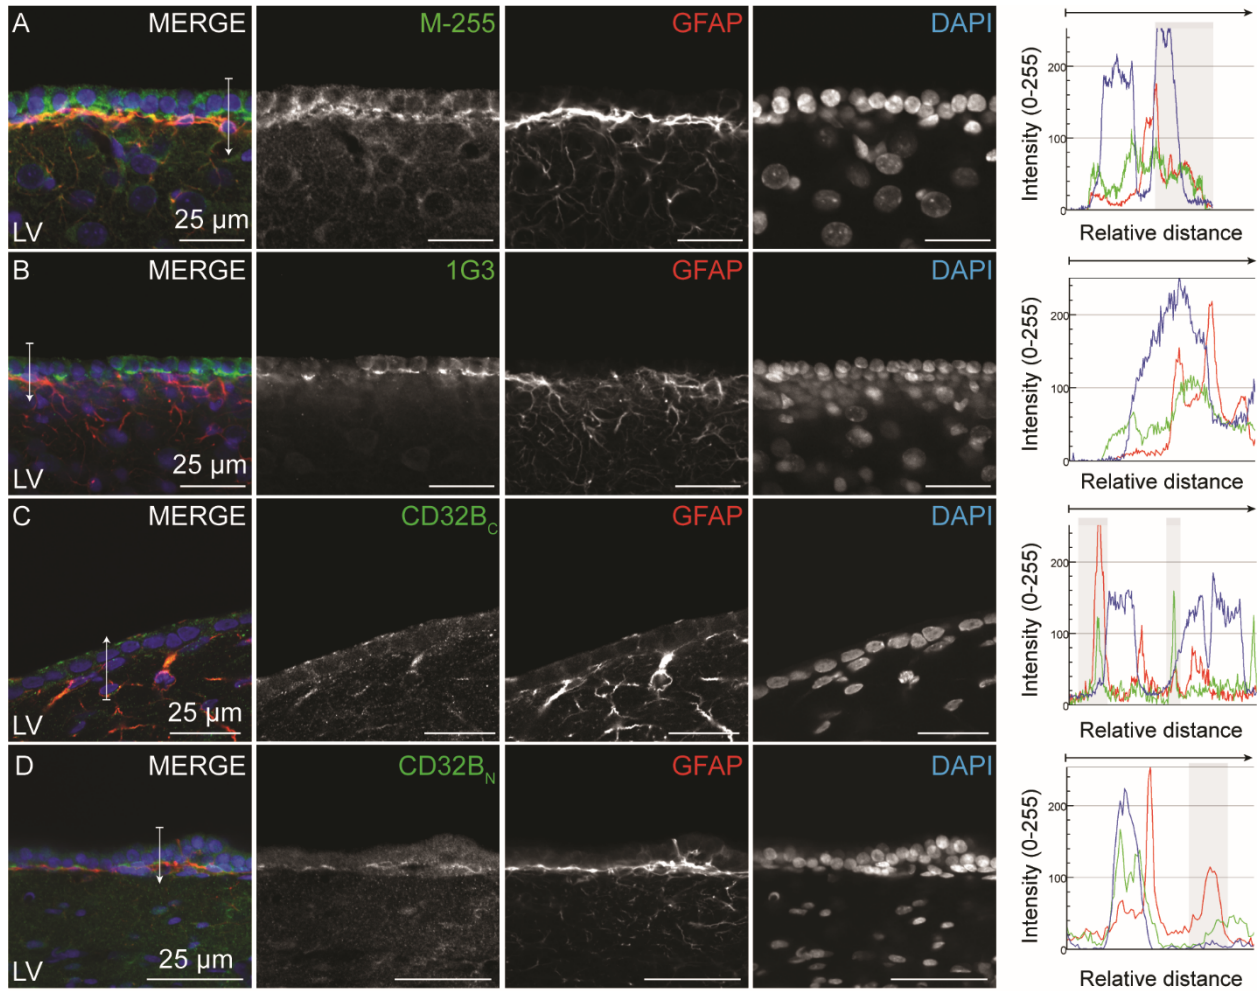 A MERGE M-255 GFAP DAPI
25 µm
LV
Intensity (0-255)
200
100
0
Relative distance
B MERGE 1G3 GFAP DAPI
25 µm
LV
Intensity (0-255)
200
100
0
Relative distance
C MERGE CD32BC GFAP DAPI
25 µm
LV
Intensity (0-255)
200
100
0
Relative distance
D MERGE CD32BN GFAP DAPI
25 µm
LV
Intensity (0-255)
200
100
0
Relative distance